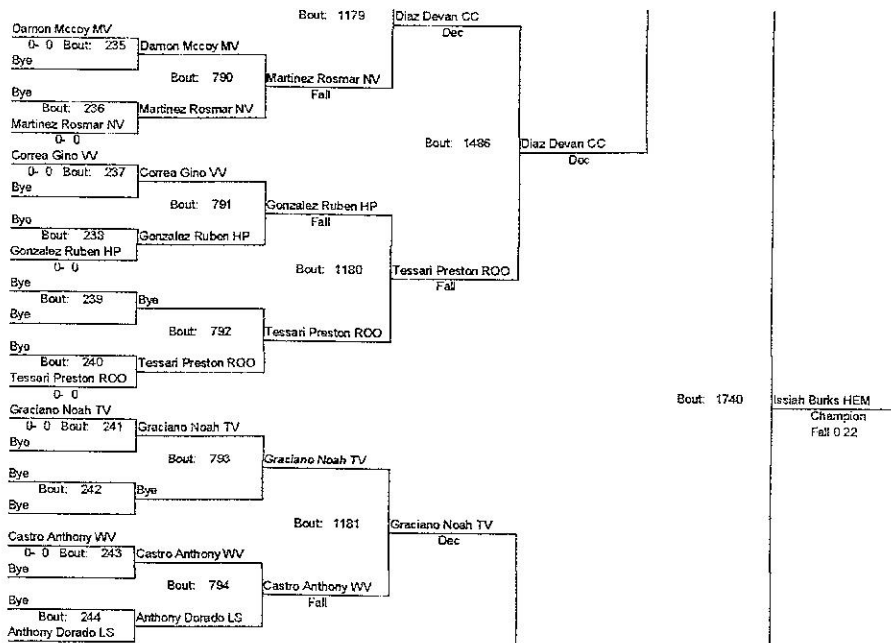 Bout: 1179
Diaz Devan CC
Dec
Damon Mccoy MV
0- 0 Bout: 235
Damon Mccoy MV
Bye
Bout: 790
Martinez Rosmar NV
Fall
Bye
Bout: 236
Martinez Rosmar NV
Martinez Rosmar NV
0- 0
Bout: 1486
Diaz Devan CC
Dec
Correa Gino VV
0- 0 Bout: 237
Correa Gino VV
Bye
Bout: 791
Gonzalez Ruben HP
Fall
Bye
Bout: 238
Gonzalez Ruben HP
Gonzalez Ruben HP
0- 0
Bout: 1180
Tessari Preston ROO
Fall
Bye
Bout: 239
Bye
Bye
Bout: 792
Tessari Preston ROO
Bye
Bout: 240
Tessari Preston ROO
Tessari Preston ROO
0- 0
Bout: 1740
Issiah Burks HEM
Champion
Fall 0:22
Graciano Noah TV
0- 0 Bout: 241
Graciano Noah TV
Bye
Bout: 793
Graciano Noah TV
Bye
Bout: 242
Bye
Bye
Bout: 1181
Graciano Noah TV
Dec
Castro Anthony WV
0- 0 Bout: 243
Castro Anthony WV
Bye
Bout: 794
Castro Anthony WV
Fall
Bye
Bout: 244
Anthony Dorado LS
Anthony Dorado LS